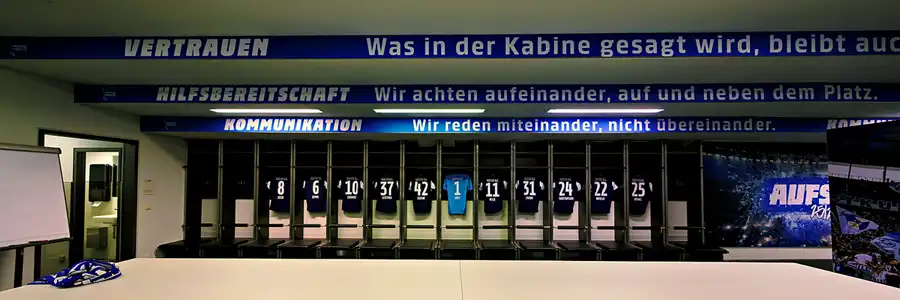 VERTRAUEN Was in der Kabine gesagt wird, bleibt auc
HILFSBEREITSCHAFT Wir achten aufeinander, auf und neben dem Platz.
KOMMUNIKATION Wir reden miteinander, nicht übereinander.
KOMMUN
8 6 10 37 42 1 11 31 24 22 25
AUFS